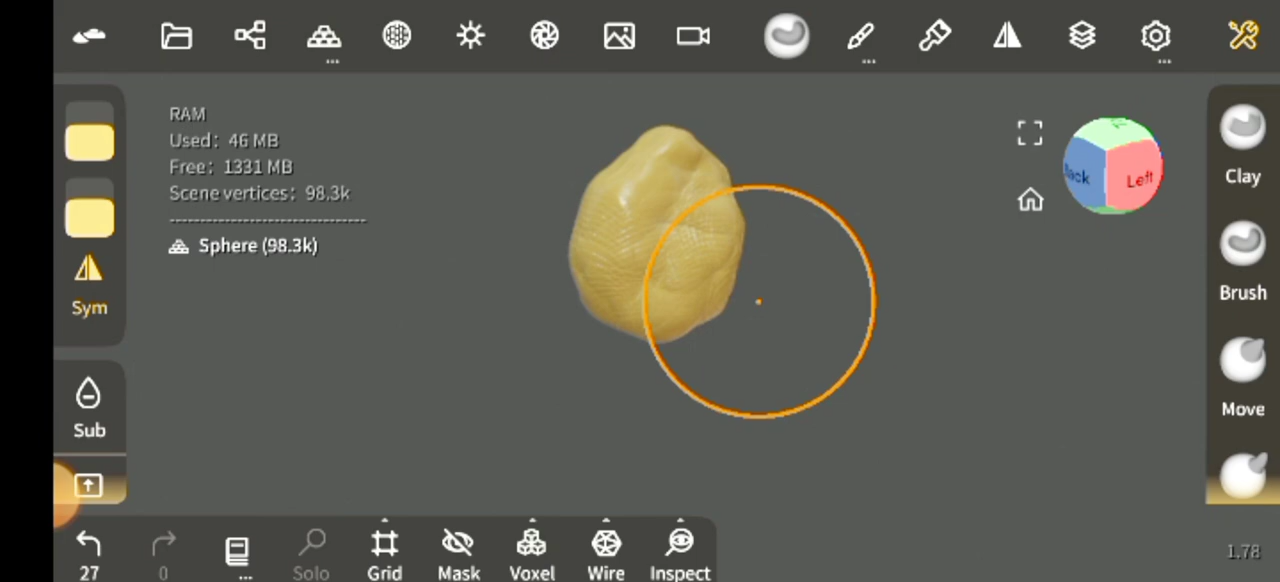 RAM
Used: 46 MB
Free: 1331 MB
Scene vertices: 98.3k
-------------------------------
Sphere (98.3k)
Sym
Sub
Left
Clay
Brush
Move
27
0
Solo
Grid
Mask
Voxel
Wire
Inspect
1.78